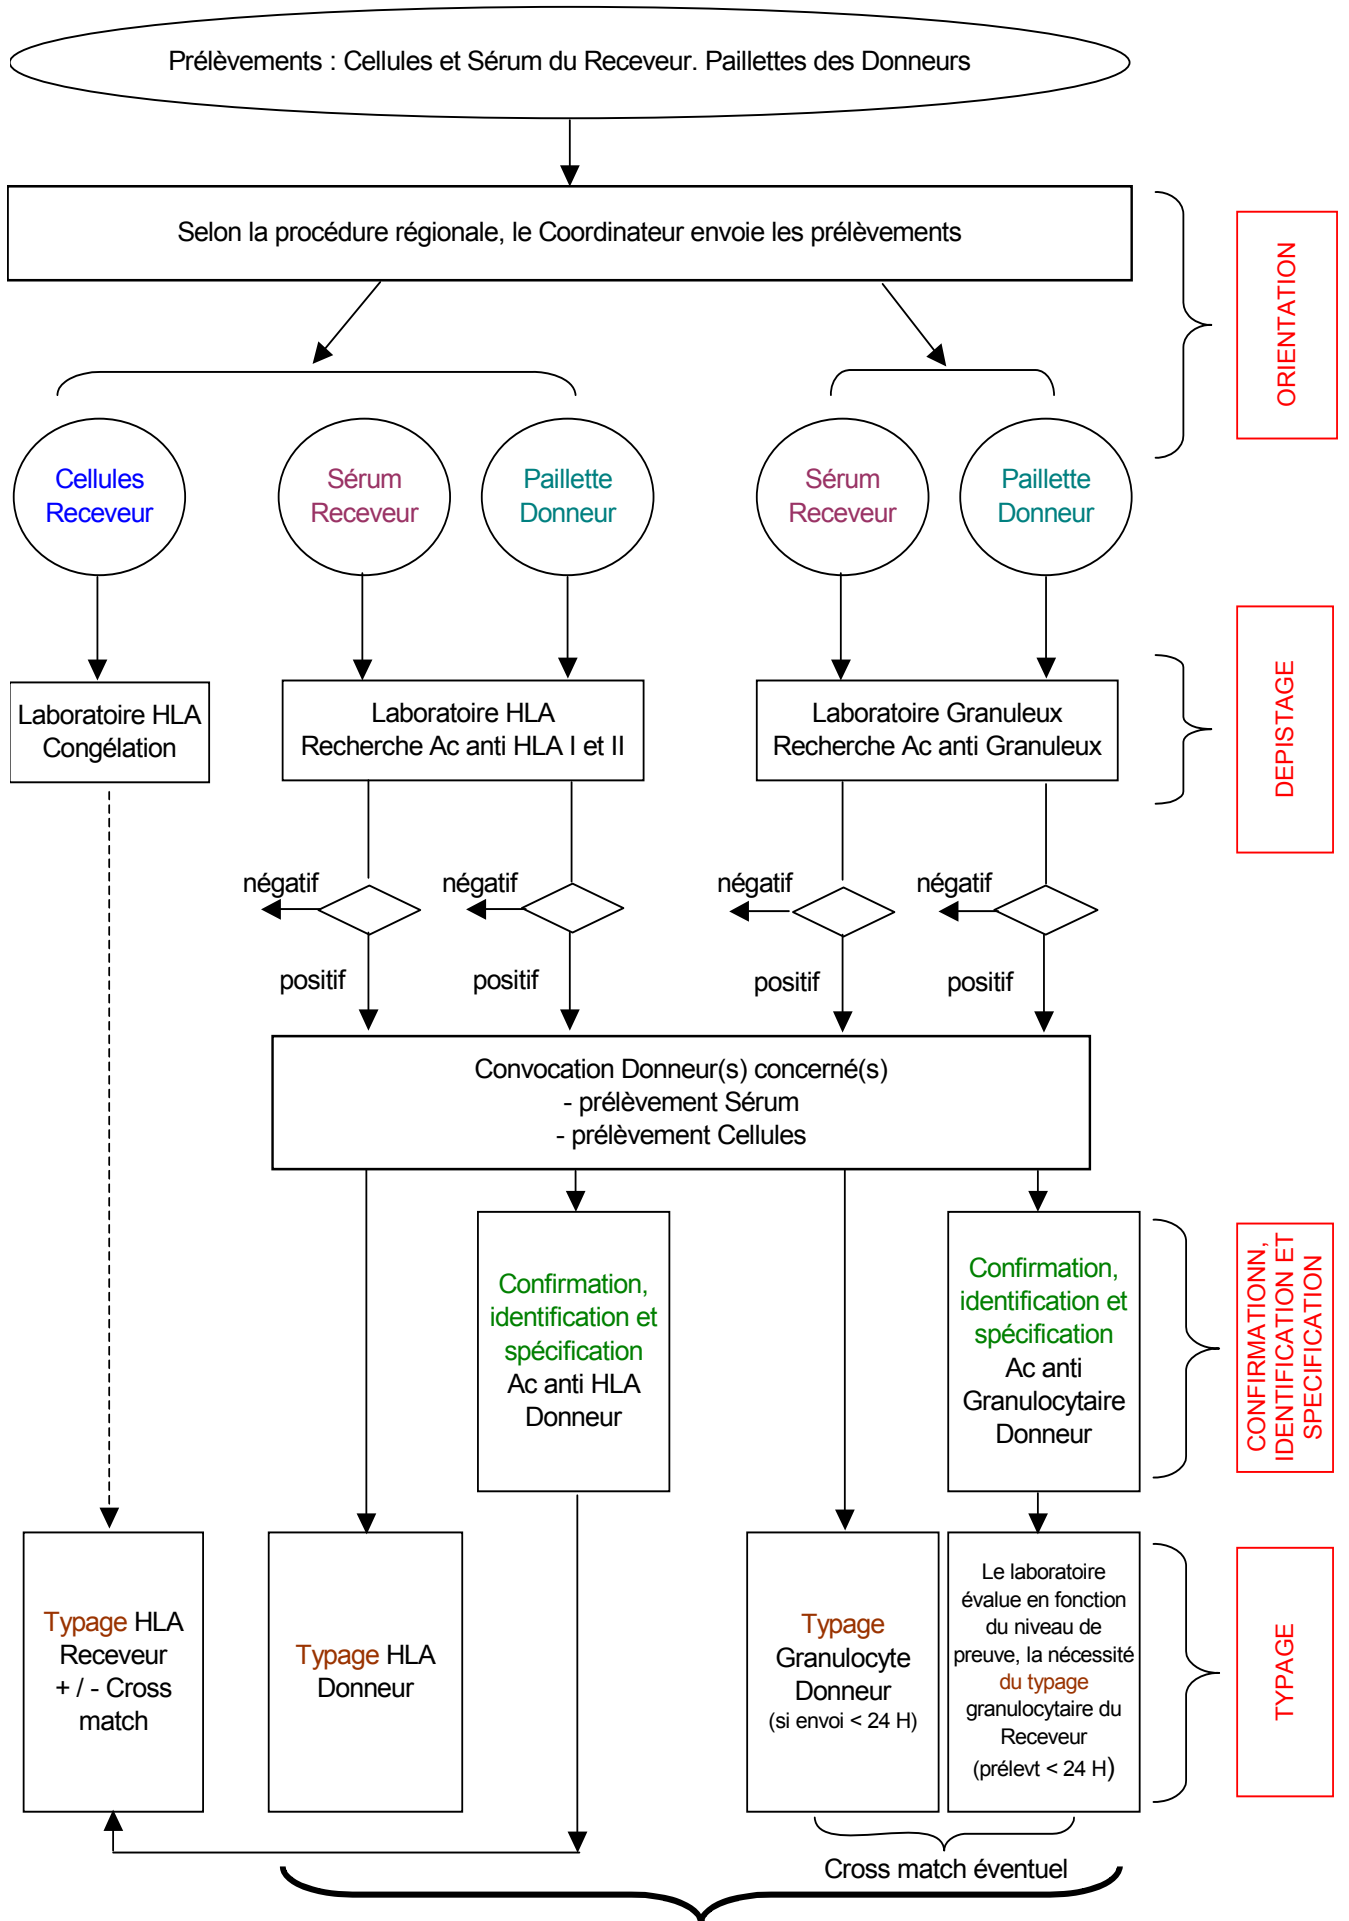 Prélèvements : Cellules et Sérum du Receveur. Paillettes des Donneurs
Selon la procédure régionale, le Coordinateur envoie les prélèvements
ORIENTATION
Cellules
Receveur
Sérum
Receveur
Paillette
Donneur
Sérum
Receveur
Paillette
Donneur
Laboratoire HLA
Congélation
Laboratoire HLA
Recherche Ac anti HLA I et II
Laboratoire Granuleux
Recherche Ac anti Granuleux
DEPISTAGE
négatif
négatif
négatif
négatif
positif
positif
positif
positif
Convocation Donneur(s) concerné(s)
- prélèvement Sérum
- prélèvement Cellules
Confirmation,
identification et
spécification
Ac anti HLA
Donneur
Confirmation,
identification et
spécification
Ac anti
Granulocytaire
Donneur
CONFIRMATIONN,
IDENTIFICATION ET
SPECIFICATION
Typage HLA
Receveur
+ / - Cross
match
Typage HLA
Donneur
Typage
Granulocyte
Donneur
(si envoi < 24 H)
Le laboratoire
évalue en fonction
du niveau de
preuve, la nécessité
du typage
granulocytaire du
Receveur
(prélevt < 24 H)
TYPAGE
Cross match éventuel